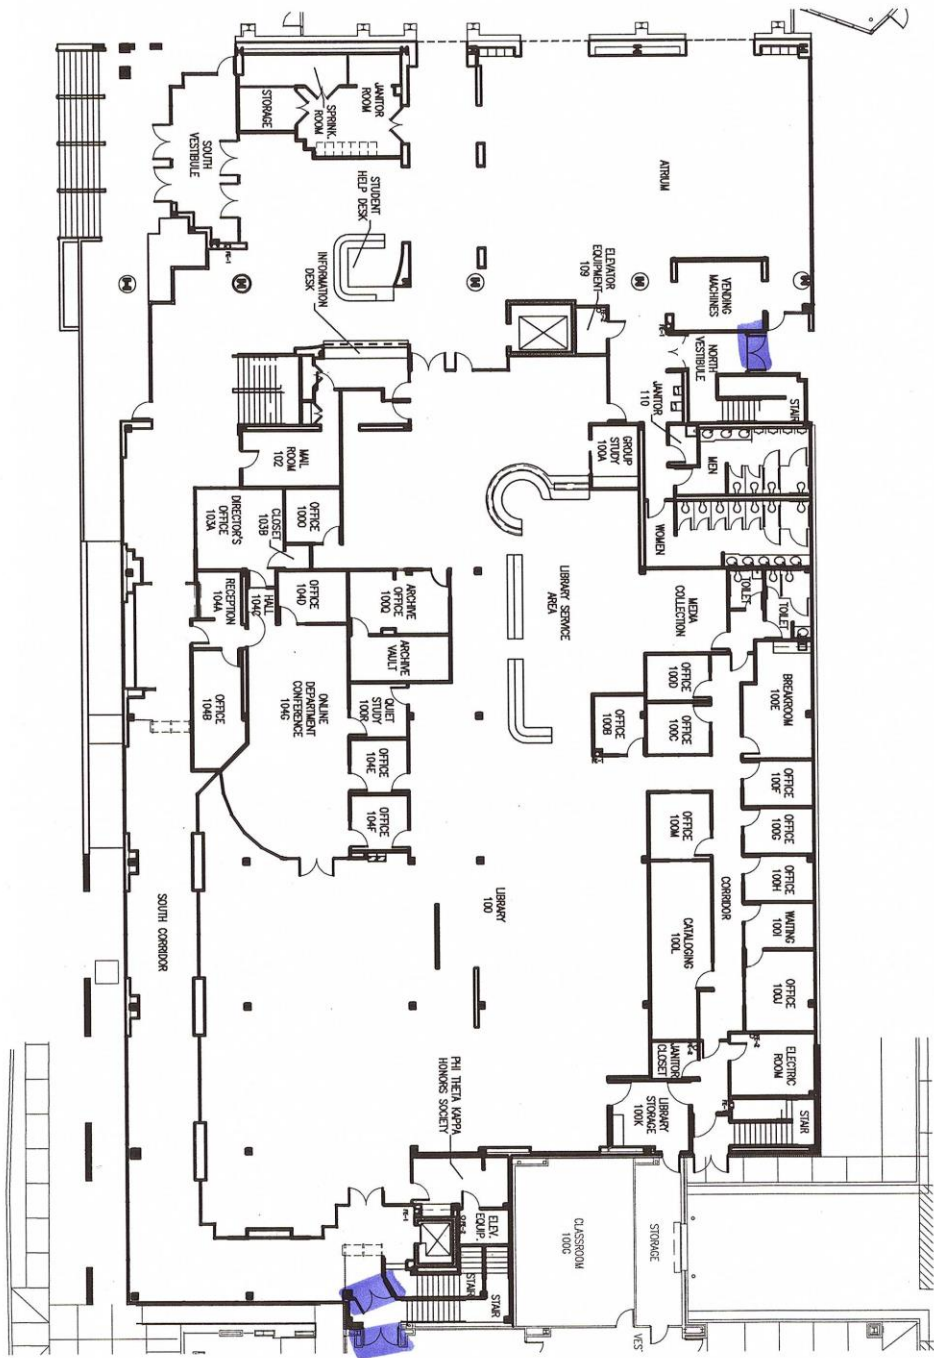 JANITOR
ROOM
SPRINK.
ROOM
STORAGE
SOUTH
VESTIBULE
ATRIUM
STUDENT
HELP DESK
INFORMATION
DESK
ELEVATOR
EQUIPMENT
109
VENDING
MACHINES
NORTH
VESTIBULE
STAIR
JANITOR
110
MEN
WOMEN
GROUP
STUDY
100A
MAIL
ROOM
102
OFFICE
100O
CLOSET
103B
DIRECTOR'S
OFFICE
103A
LIBRARY SERVICE
AREA
MEDIA
COLLECTION
TOILET
TOILET
ARCHIVE
OFFICE
100Q
OFFICE
104D
HALL
104C
RECEPTION
104A
ARCHIVE
VAULT
BREAKROOM
100E
OFFICE
100D
OFFICE
100C
OFFICE
100B
QUIET
STUDY
100R
ONLINE
DEPARTMENT
CONFERENCE
104G
OFFICE
104B
OFFICE
104E
OFFICE
104F
OFFICE
100F
OFFICE
100G
OFFICE
100H
WAITING
100I
OFFICE
100J
OFFICE
100M
CORRIDOR
CATALOGING
100L
LIBRARY
100
SOUTH CORRIDOR
ELECTRIC
ROOM
JANITOR
CLOSET
LIBRARY
STORAGE
100K
STAIR
PHI THETA KAPPA
HONORS SOCIETY
ELEV.
EQUIP.
STAIR
STAIR
CLASSROOM
100C
STORAGE